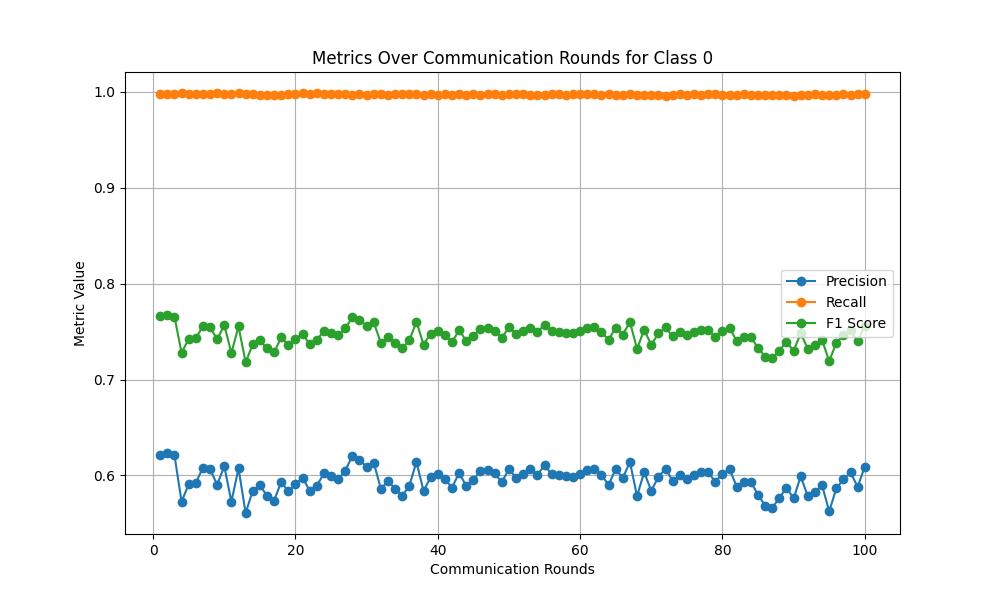 Metrics Over Communication Rounds for Class 0
Metric Value
1.0
0.9
0.8
0.7
0.6
Precision
Recall
F1 Score
0
20
40
60
80
100
Communication Rounds